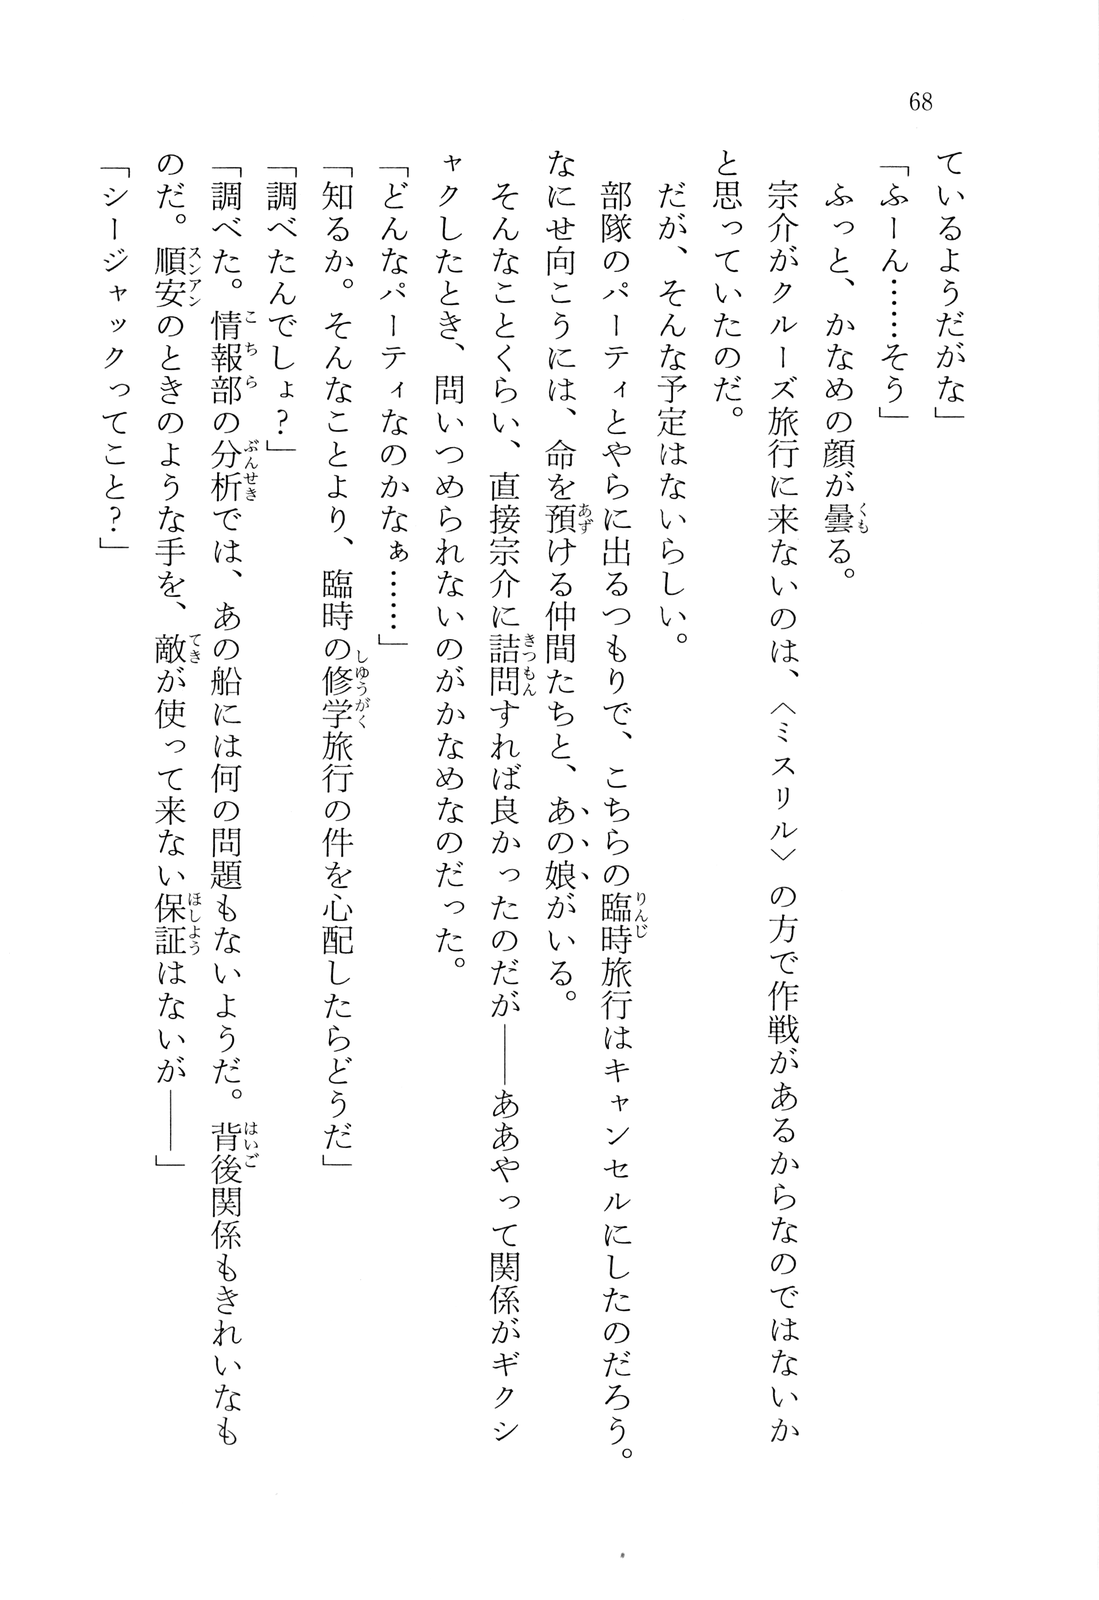 68
ているようだがな」
「ふーん……そう」
ふっと、かなめの顔が曇る。
宗介がクルーズ旅行に来ないのは、〈ミスリル〉の方で作戦があるからなのではないか
と思っていたのだ。
だが、そんな予定はないらしい。
部隊のパーティとやらに出るつもりで、こちらの臨時旅行はキャンセルにしたのだろう。
なにせ向こうには、命を預ける仲間たちと、あの娘がいる。
そんなことくらい、直接宗介に詰問すれば良かったのだが――ああやって関係がギクシ
ャクしたとき、問いつめられないのがかなめなのだった。
「どんなパーティなのかなぁ……」
「知るか。そんなことより、臨時の修学旅行の件を心配したらどうだ」
「調べたんでしょ？」
「調べた。情報部の分析では、あの船には何の問題もないようだ。背後関係もきれいなも
のだ。順安のときのような手を、敵が使って来ない保証はないが――」
「シージャックってこと？」